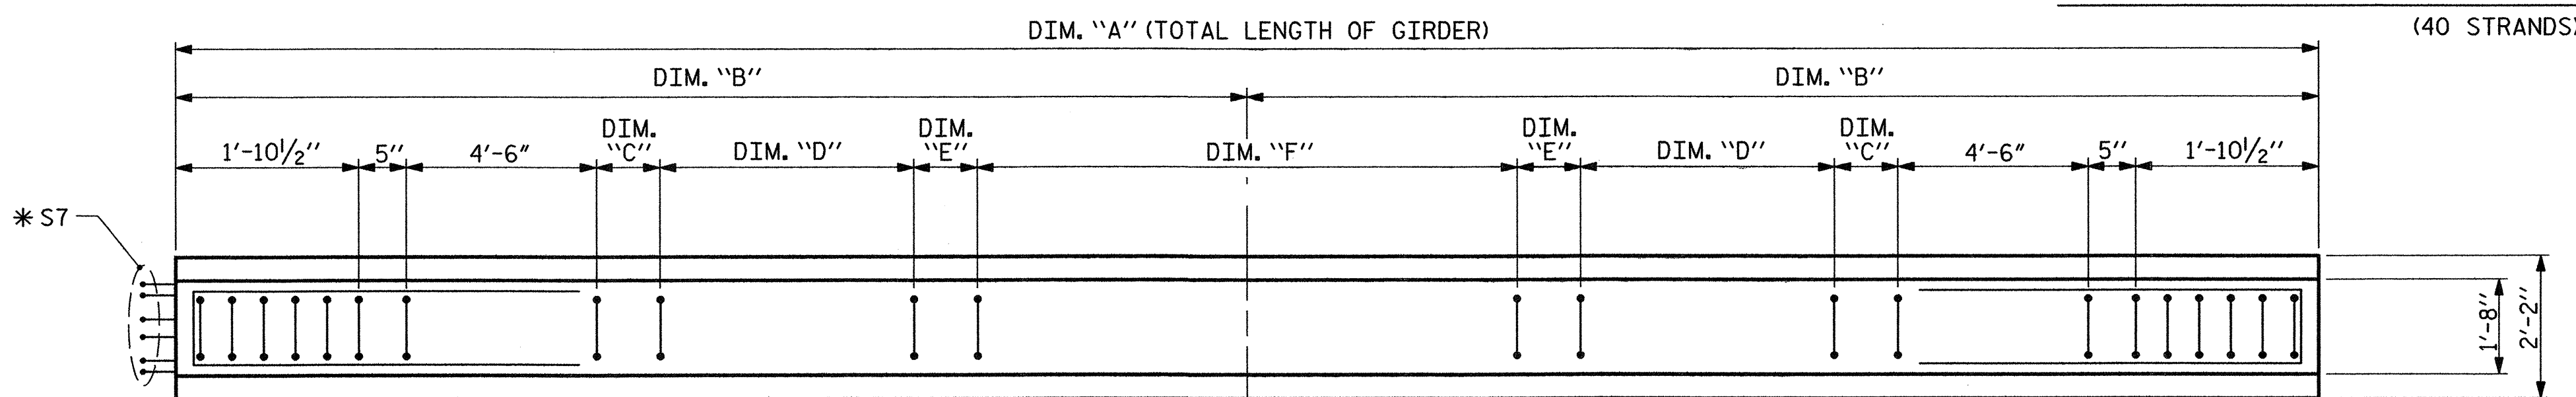 (40 STRANDS)
DIM. "A" (TOTAL LENGTH OF GIRDER)
DIM. "B" DIM. "B"
1'-10½" 5" 4'-6" DIM. "C" DIM. "D" DIM. "E" DIM. "F" DIM. "E" DIM. "D" DIM. "C" 4'-6" 5" 1'-10½"
* S7
1'-8"
2'-2"